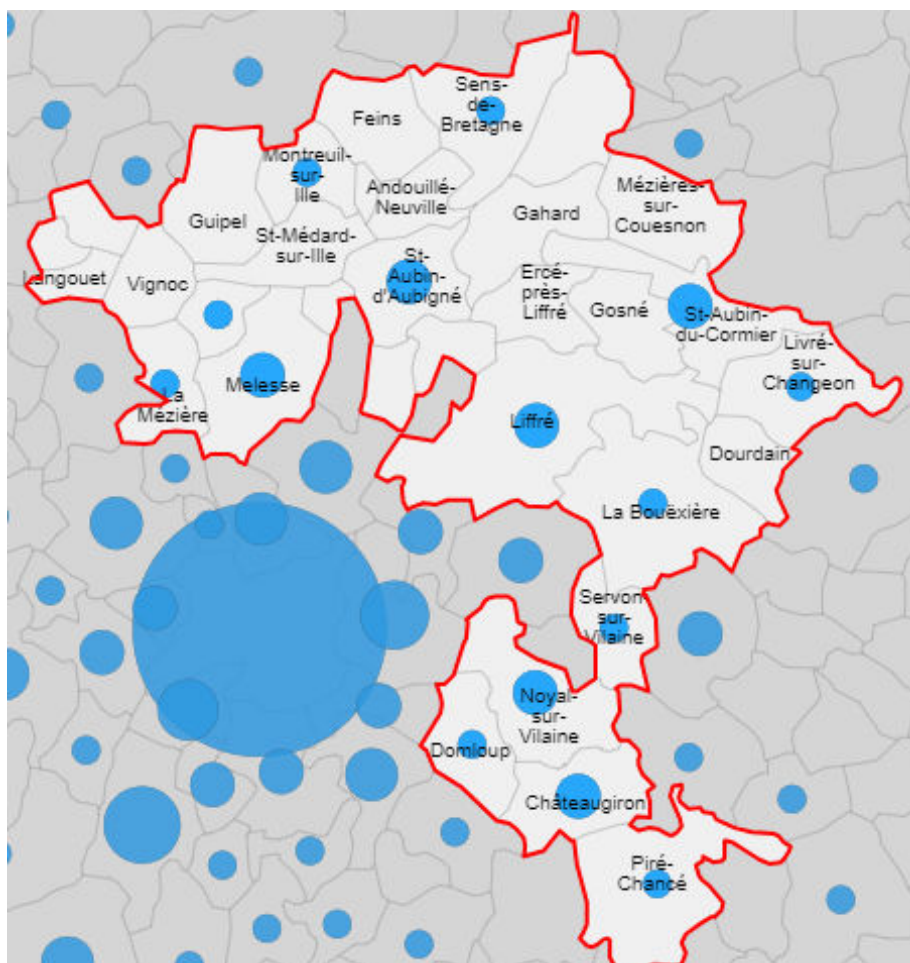 Sens-
de-
Bretagne
Feins
Montreuil-
sur-
Ille
Andouillé-
Neuville
Mézières-
sur-
Couesnon
Guipel
Gahard
St-Médard-
sur-Ille
St-
Aubin-
d'Aubigné
Langouet
Vignoc
Ercé-
près-
Liffré
Gosné
St-Aubin-
du-Cormier
Livré-
sur-
Changeon
Melesse
La
Mezière
Liffré
Dourdain
La Bouëxière
Servon-
sur-
Vilaine
Noyal-
sur-
Vilaine
Domloup
Châteaugiron
Piré-
Chancé